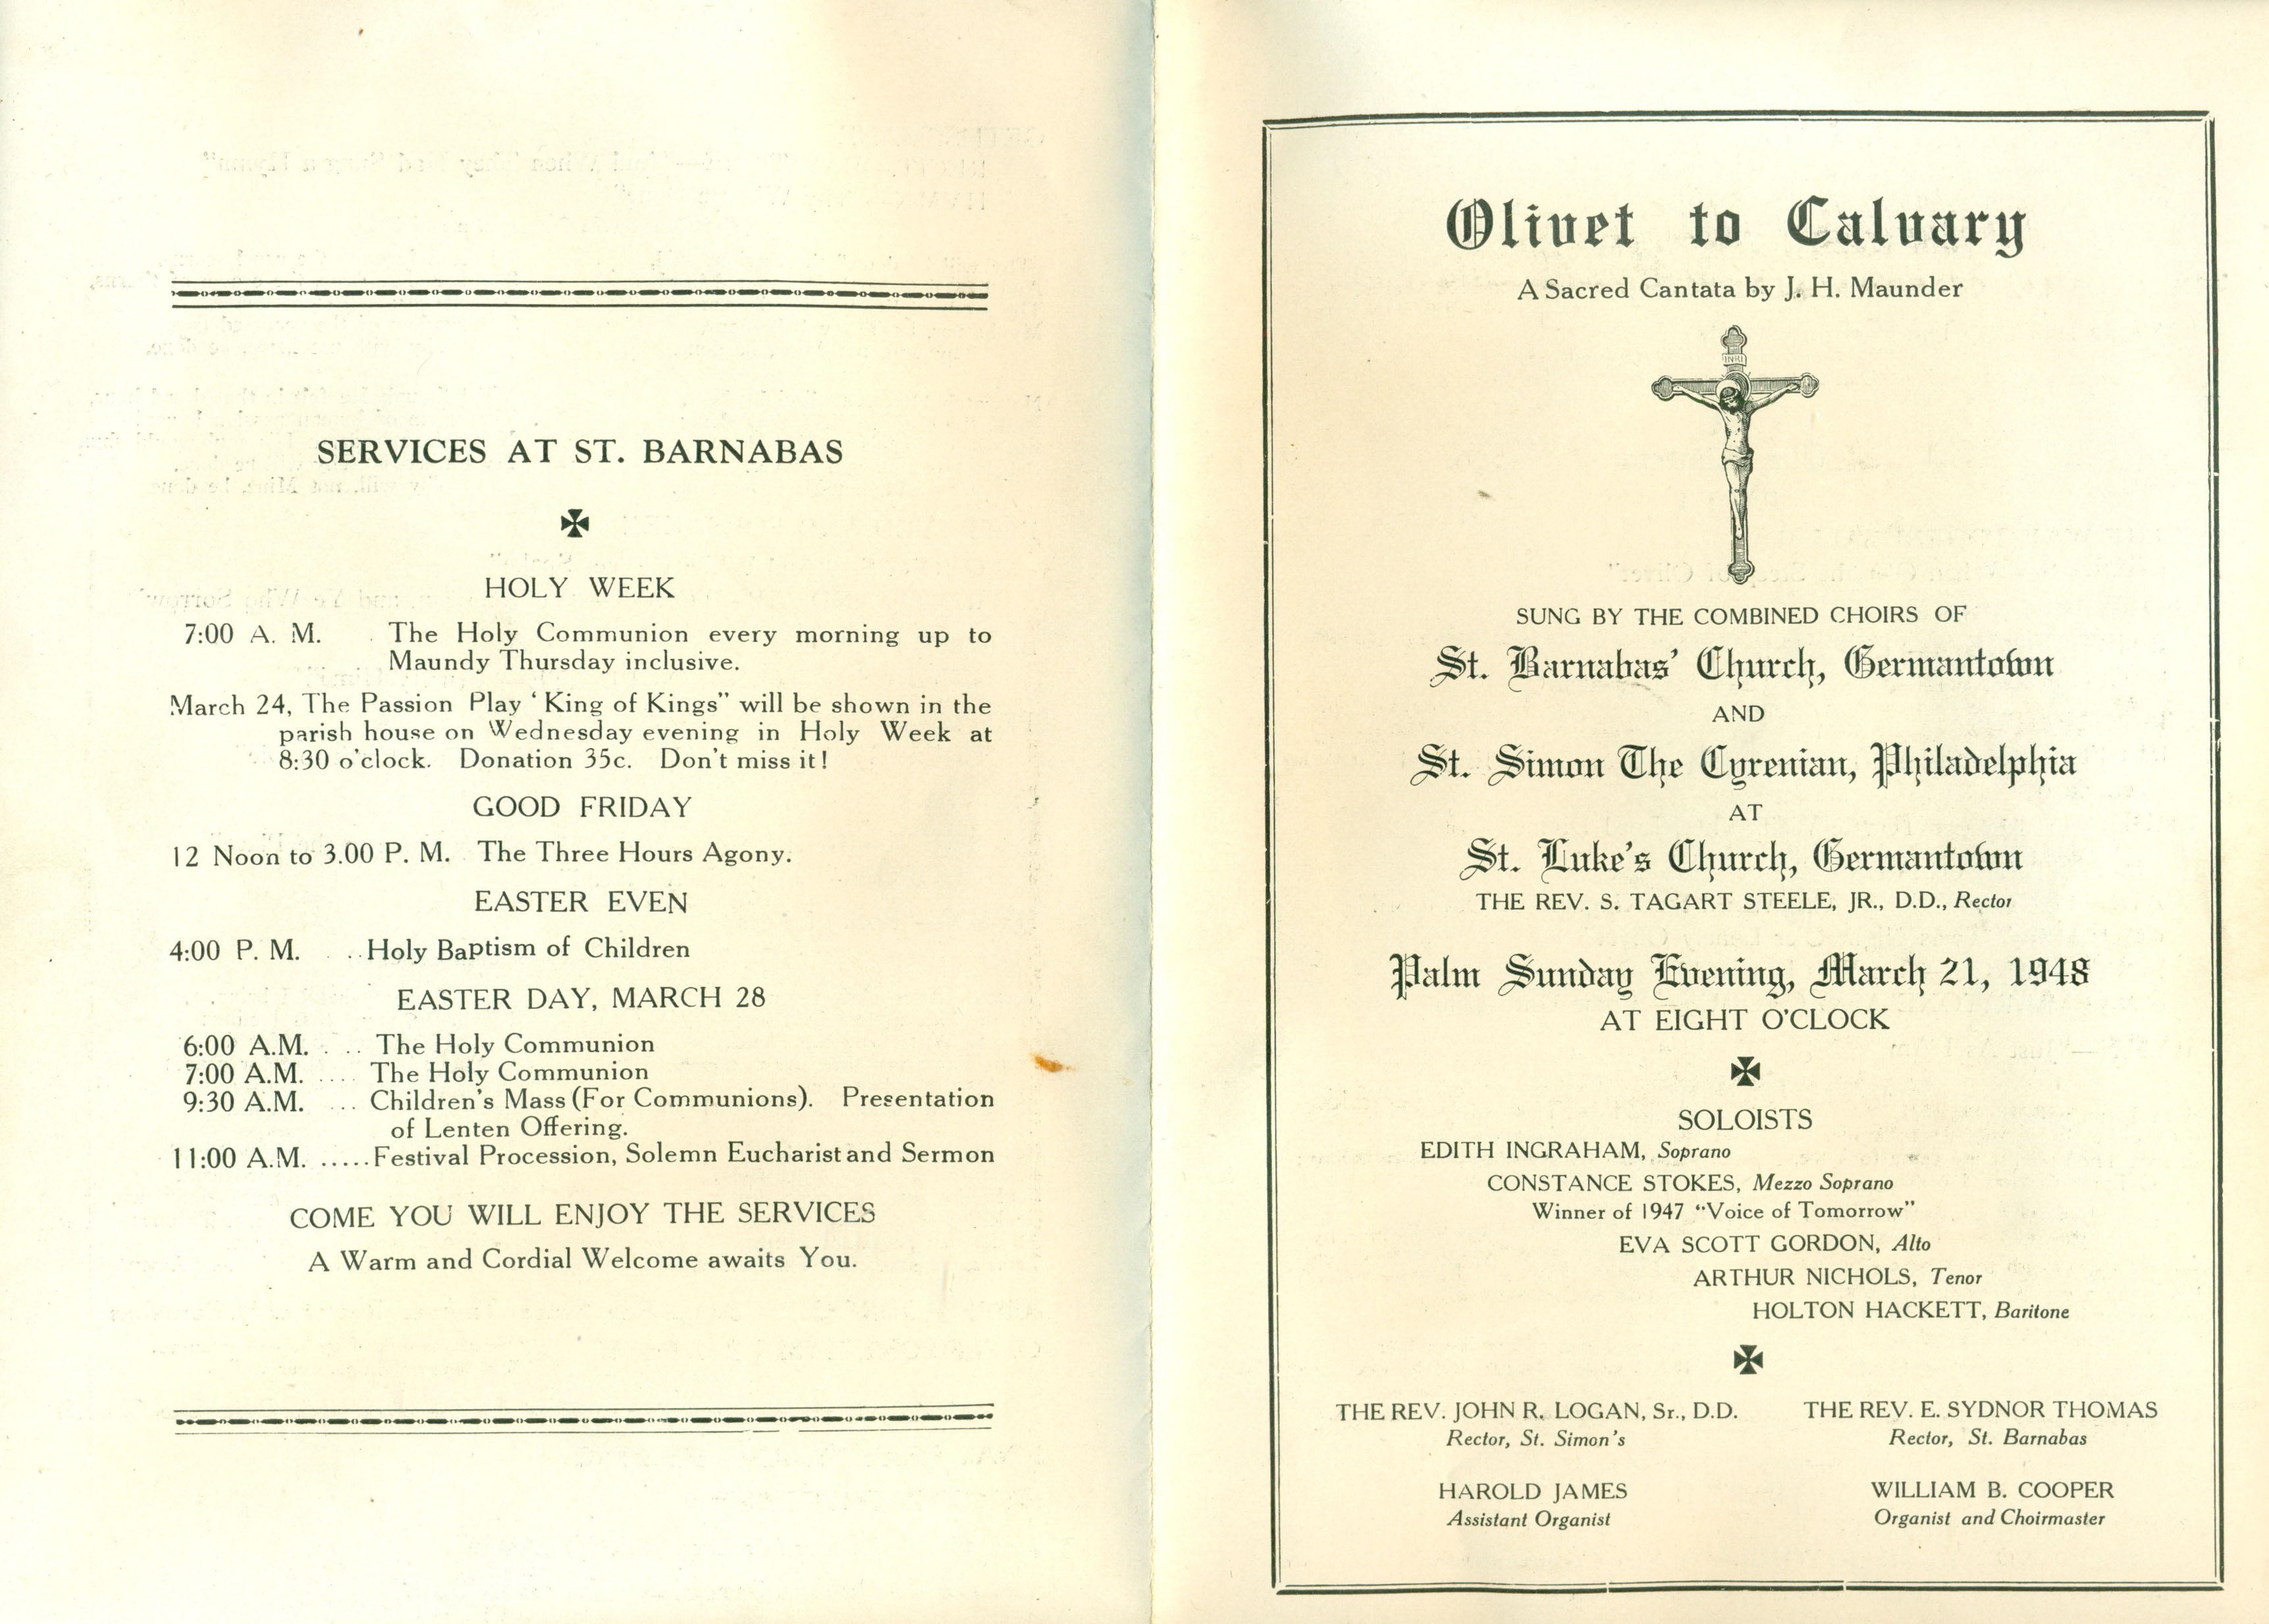 SERVICES AT ST. BARNABAS
HOLY WEEK
7:00 A. M. . The Holy Communion every morning up to
Maundy Thursday inclusive.
March 24, The Passion Play ‘King of Kings” will be shown in the
parish house on Wednesday evening in Holy Week at
8:30 o'clock. Donation 35c. Don't miss it!
GOOD FRIDAY
12 Noon to 3.00 P. M. The Three Hours Agony.
EASTER EVEN
4:00 P. M. . .. Holy Baptism of Children
EASTER DAY, MARCH 28
6:00 A.M. . .. The Holy Communion
7:00 A.M. .... The Holy Communion
9:30 A.M. ... Children's Mass (For Communions). Presentation
of Lenten Offering.
11:00 A.M. ..... Festival Procession, Solemn Eucharist and Sermon
COME YOU WILL ENJOY THE SERVICES
A Warm and Cordial Welcome awaits You.
Olivet to Calvary
A Sacred Cantata by J. H. Maunder
INRI
SUNG BY THE COMBINED CHOIRS OF
St. Barnabas' Church, Germantown
AND
St. Simon The Cyrenian, Philadelphia
AT
St. Luke's Church, Germantown
THE REV. S. TAGART STEELE, JR., D.D., Rector
Palm Sunday Evening, March 21, 1948
AT EIGHT O'CLOCK
SOLOISTS
EDITH INGRAHAM, Soprano
CONSTANCE STOKES, Mezzo Soprano
Winner of 1947 “Voice of Tomorrow”
EVA SCOTT GORDON, Alto
ARTHUR NICHOLS, Tenor
HOLTON HACKETT, Baritone
THE REV. JOHN R. LOGAN, Sr., D.D.
Rector, St. Simon's
THE REV. E. SYDNOR THOMAS
Rector, St. Barnabas
HAROLD JAMES
Assistant Organist
WILLIAM B. COOPER
Organist and Choirmaster